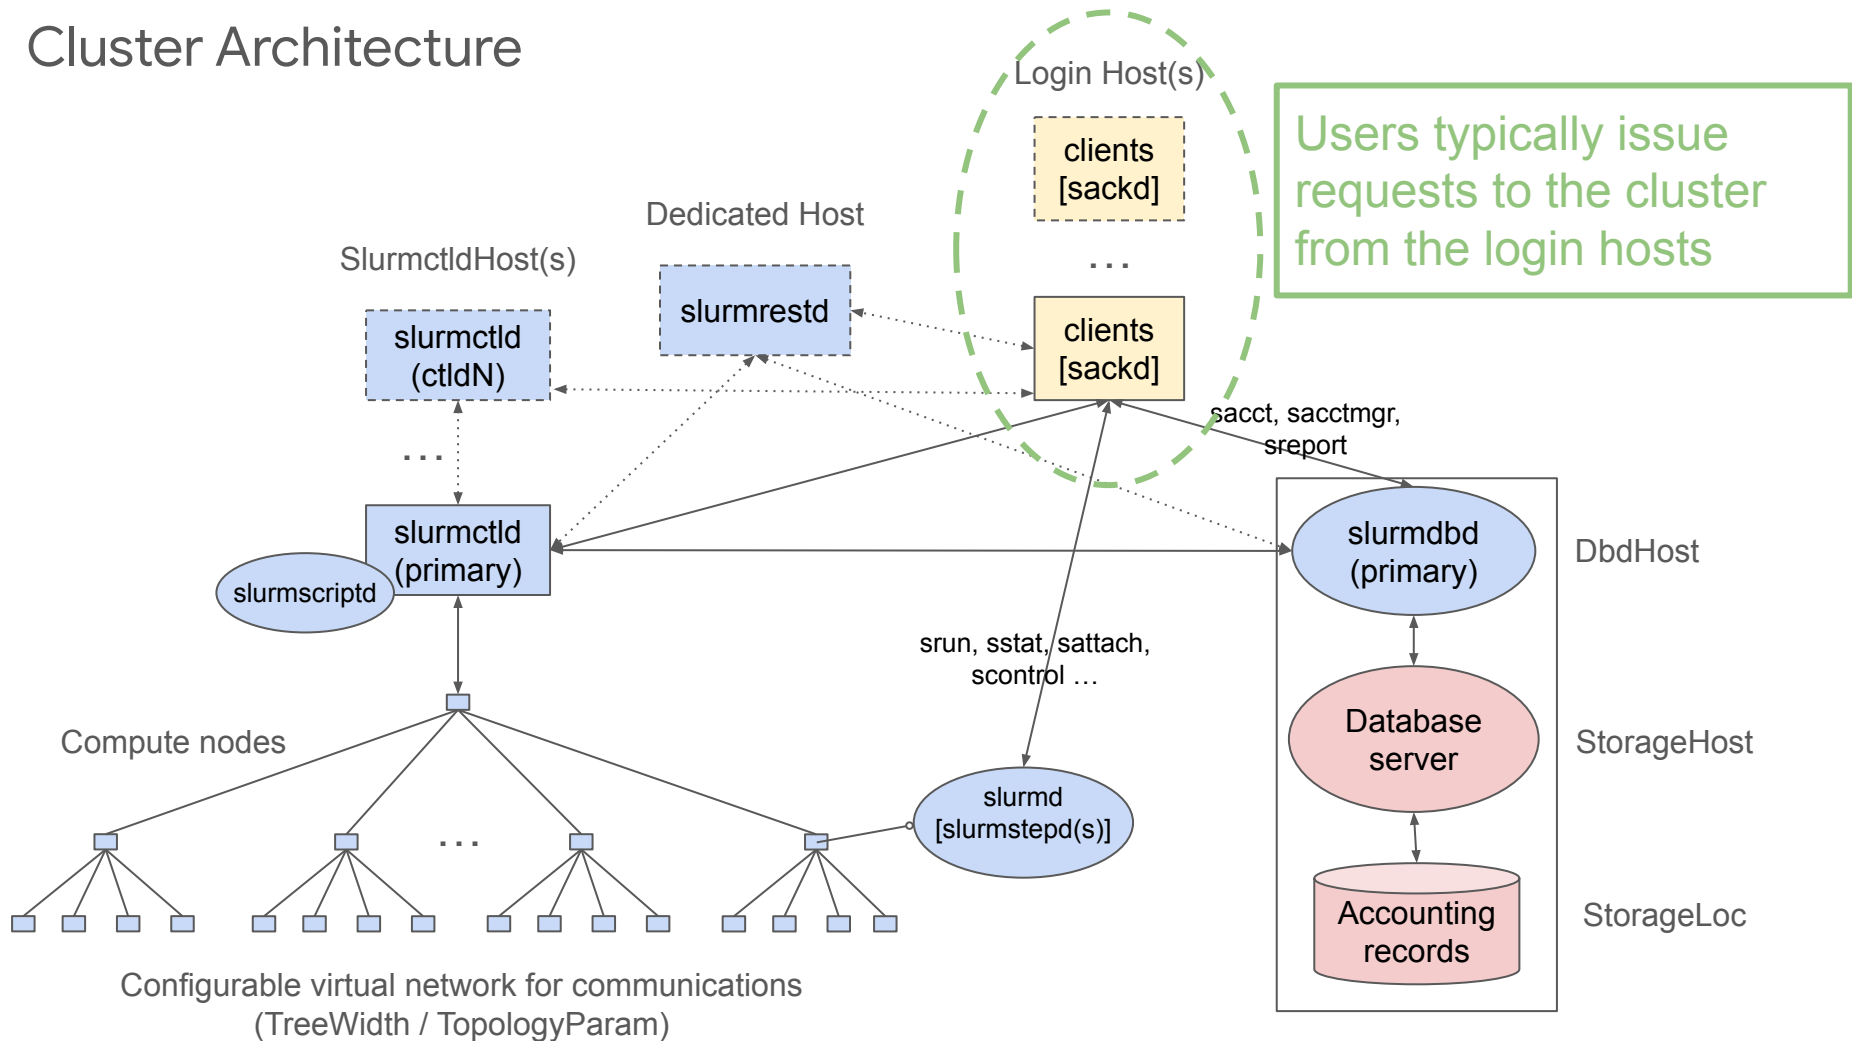 Cluster Architecture
Login Host(s)
clients
[sackd]
...
clients
[sackd]
Users typically issue
requests to the cluster
from the login hosts
Dedicated Host
slurmrestd
SlurmctldHost(s)
slurmctld
(ctldN)
...
slurmctld
(primary)
slurmscriptd
sacct, sacctmgr,
sreport
slurmdbd
(primary)
DbdHost
srun, sstat, sattach,
scontrol …
Database
server
StorageHost
Compute nodes
...
slurmd
[slurmstepd(s)]
Accounting
records
StorageLoc
Configurable virtual network for communications
(TreeWidth / TopologyParam)